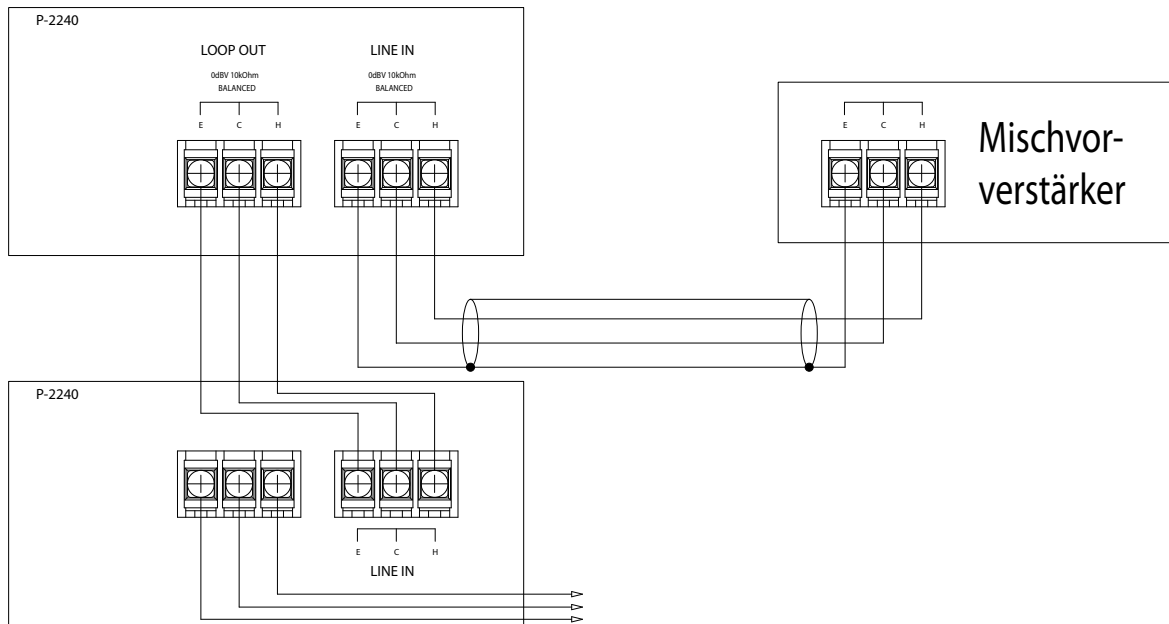 P-2240
LOOP OUT
0dBV 10kOhm
BALANCED
E C H
LINE IN
0dBV 10kOhm
BALANCED
E C H
E C H
Mischvor-
verstärker
P-2240
E C H
LINE IN